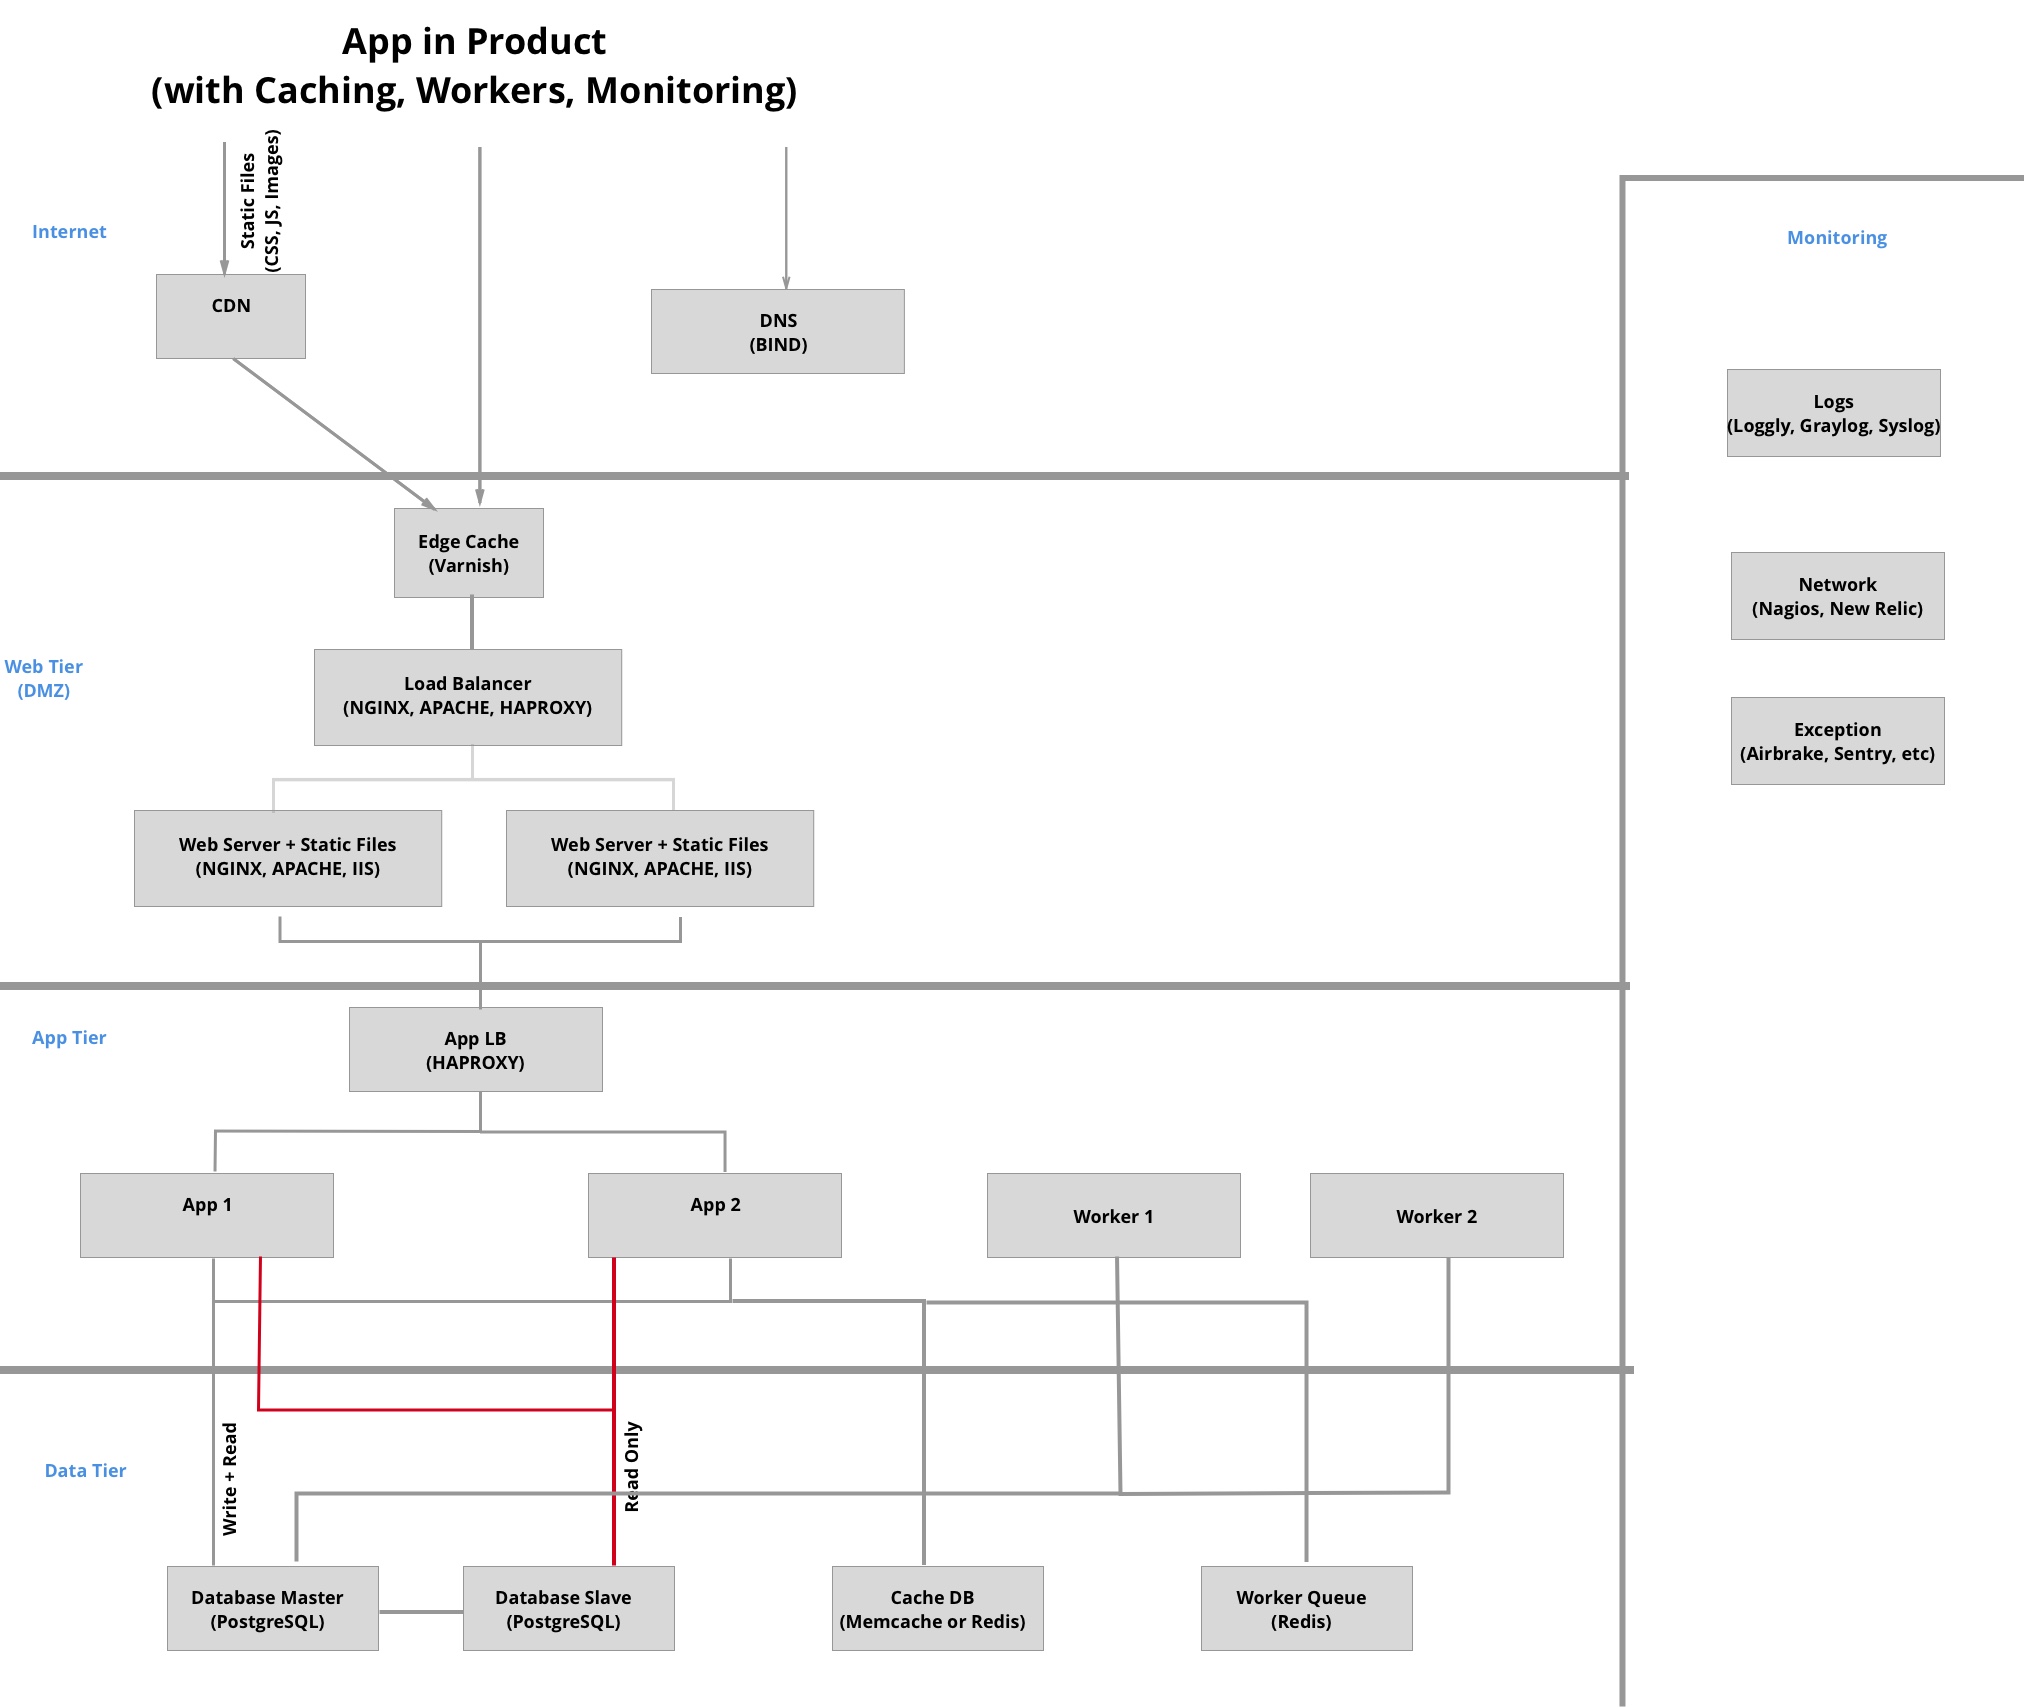 App in Product
(with Caching, Workers, Monitoring)
Static Files
(CSS, JS, Images)
Internet
Monitoring
CDN
DNS
(BIND)
Logs
(Loggly, Graylog, Syslog)
Edge Cache
(Varnish)
Network
(Nagios, New Relic)
Web Tier
(DMZ)
Load Balancer
(NGINX, APACHE, HAPROXY)
Exception
(Airbrake, Sentry, etc)
Web Server + Static Files
(NGINX, APACHE, IIS)
Web Server + Static Files
(NGINX, APACHE, IIS)
App Tier
App LB
(HAPROXY)
App 1
App 2
Worker 1
Worker 2
Data Tier
Write + Read
Read Only
Database Master
(PostgreSQL)
Database Slave
(PostgreSQL)
Cache DB
(Memcache or Redis)
Worker Queue
(Redis)